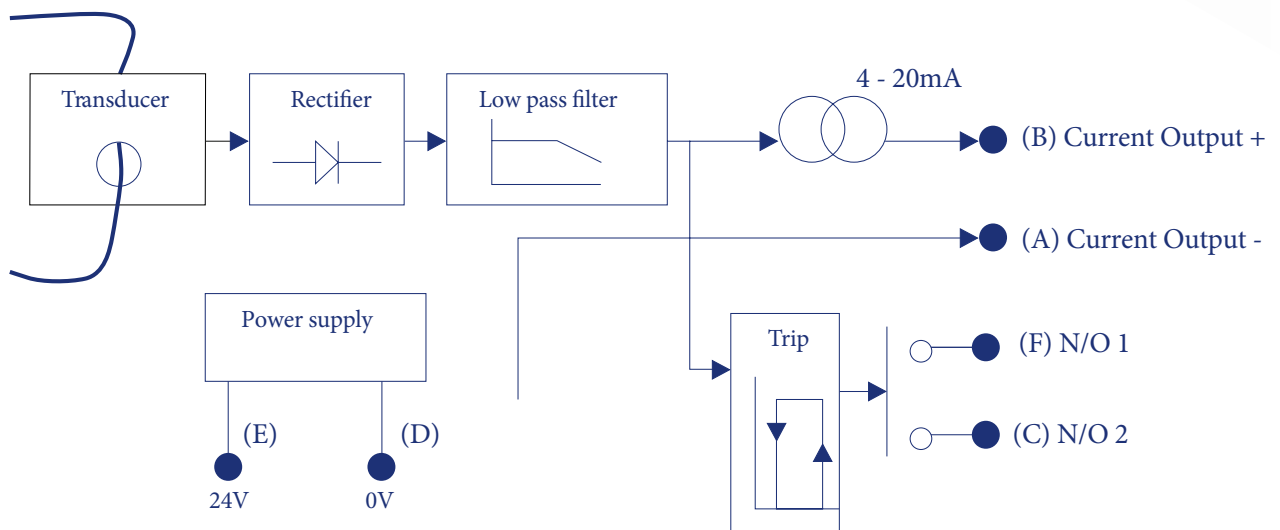 4 - 20mA
Transducer
Rectifier
Low pass filter
(B) Current Output +
(A) Current Output -
Power supply
Trip
(F) N/O 1
(E)
(D)
(C) N/O 2
24V
0V